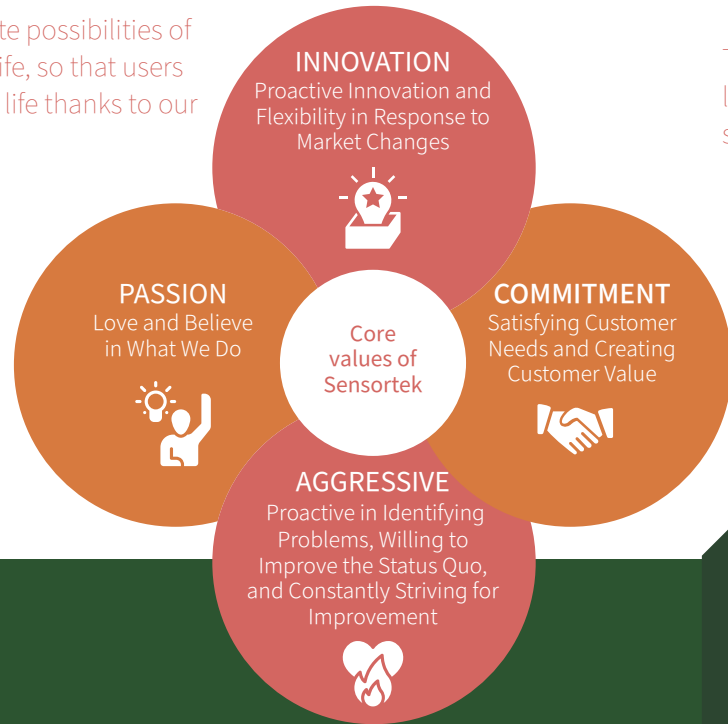 te possibilities of
ife, so that users
life thanks to our
INNOVATION
Proactive Innovation and
Flexibility in Response to
Market Changes
PASSION
Love and Believe
in What We Do
Core
values of
Sensortek
COMMITMENT
Satisfying Customer
Needs and Creating
Customer Value
AGGRESSIVE
Proactive in Identifying
Problems, Willing to
Improve the Status Quo,
and Constantly Striving for
Improvement